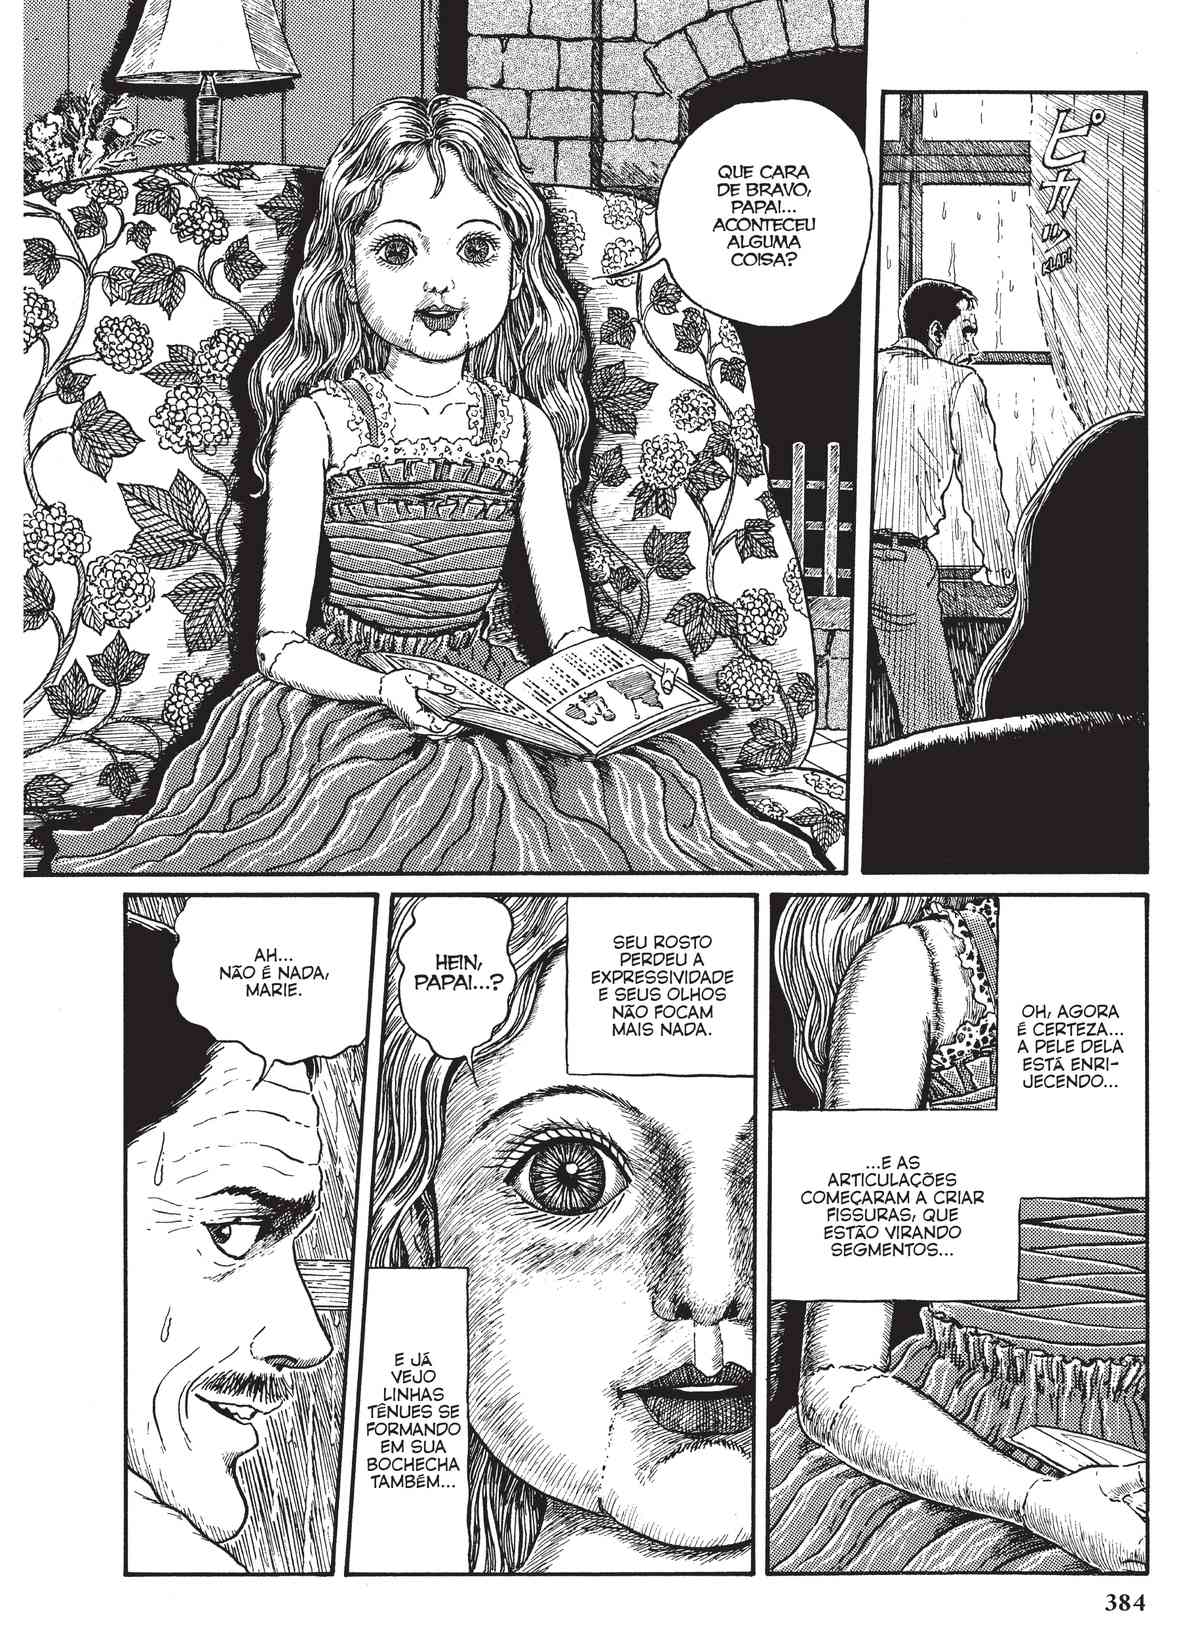 ピカッ
KLAP!
QUE CARA
DE BRAVO,
PAPAI...
ACONTECEU
ALGUMA
COISA?
OH, AGORA
É CERTEZA...
A PELE DELA
ESTÁ ENRI-
JECENDO...
...E AS
ARTICULAÇÕES
COMEÇARAM A CRIAR
FISSURAS, QUE
ESTÃO VIRANDO
SEGMENTOS...
SEU ROSTO
PERDEU A
EXPRESSIVIDADE
E SEUS OLHOS
NÃO FOCAM
MAIS NADA.
HEIN,
PAPAI...?
E JÁ
VEJO
LINHAS
TÊNUES SE
FORMANDO
EM SUA
BOCHECHA
TAMBÉM...
AH...
NÃO É NADA,
MARIE.
384